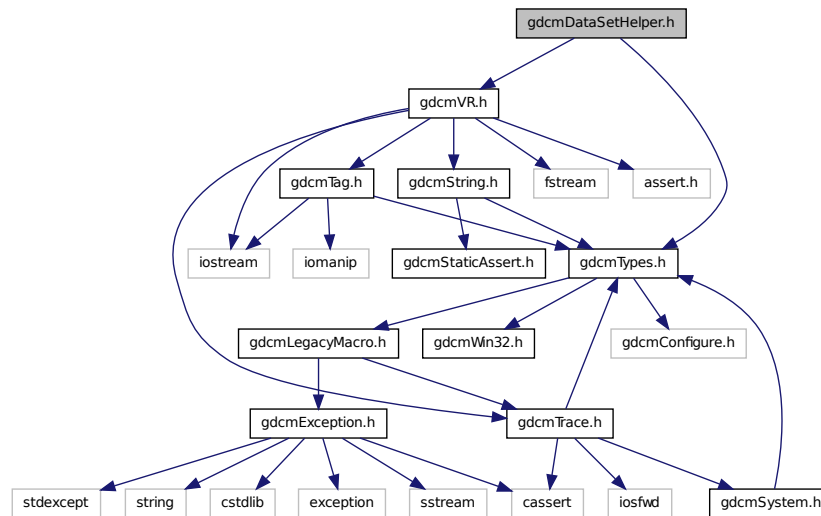 gdcmDataSetHelper.h
gdcmVR.h
gdcmTag.h
gdcmString.h
fstream
assert.h
iostream
iomanip
gdcmStaticAssert.h
gdcmTypes.h
gdcmLegacyMacro.h
gdcmWin32.h
gdcmConfigure.h
gdcmException.h
gdcmTrace.h
stdexcept
string
cstdlib
exception
sstream
cassert
iosfwd
gdcmSystem.h